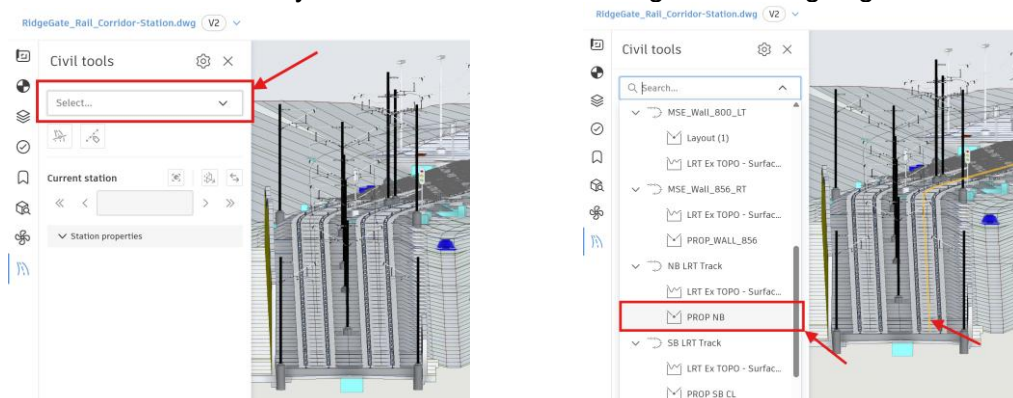 RidgeGate_Rail_Corridor-Station.dwg V2
Civil tools
Select...
Current station
Station properties
RidgeGate_Rail_Corridor-Station.dwg V2
Civil tools
Search...
MSE_Wall_800_LT
Layout (1)
LRT Ex TOPO - Surfac...
MSE_Wall_856_RT
LRT Ex TOPO - Surfac...
PROP_WALL_856
NB LRT Track
LRT Ex TOPO - Surfac...
PROP NB
SB LRT Track
LRT Ex TOPO - Surfac...
PROP SB CL